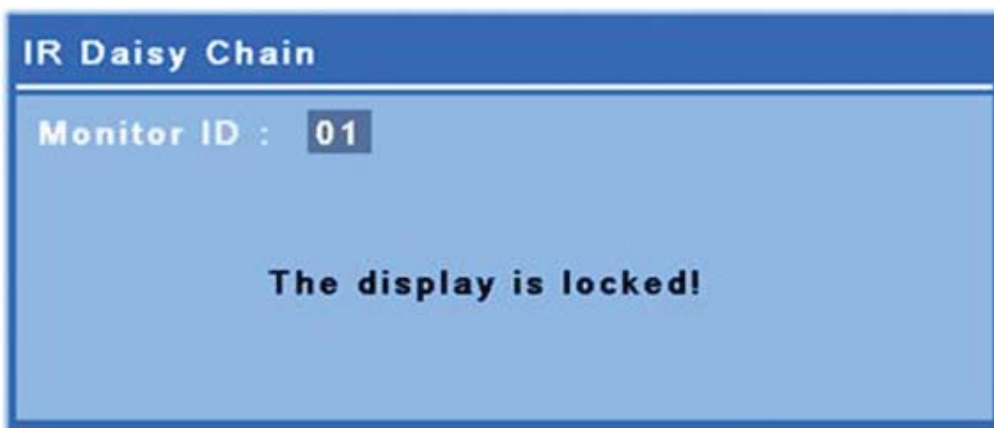 IR Daisy Chain
Monitor ID : 01
The display is locked!